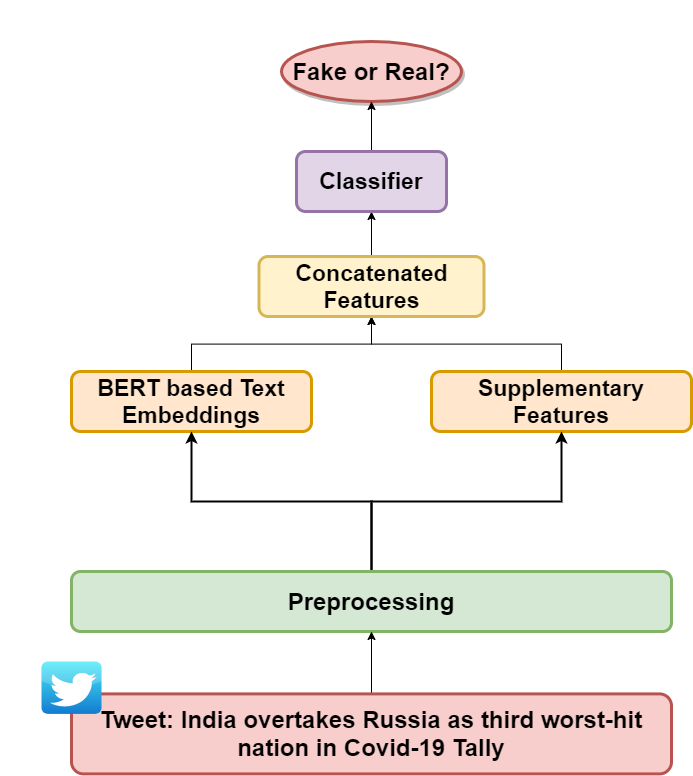 Fake or Real?
Classifier
Concatenated
Features
BERT based Text
Embeddings
Supplementary
Features
Preprocessing
Tweet: India overtakes Russia as third worst-hit
nation in Covid-19 Tally